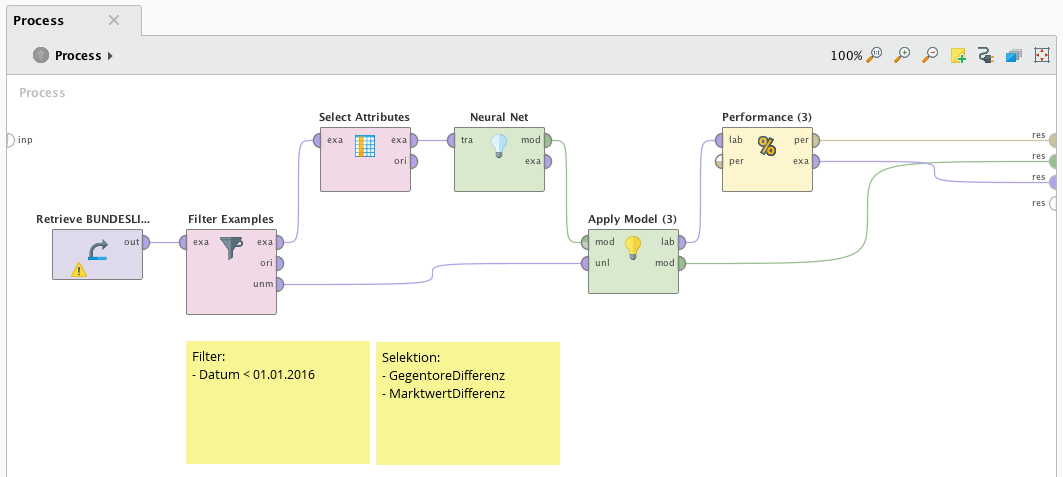 Process
Process
100%
Process
inp
Select Attributes
exa exa
ori
Neural Net
tra mod
exa
Performance (3)
lab per
per exa
res
res
res
res
Retrieve BUNDESLI...
out
Filter Examples
exa exa
ori
unm
Apply Model (3)
mod lab
unl mod
Filter:
- Datum < 01.01.2016
Selektion:
- GegentoreDifferenz
- MarktwertDifferenz